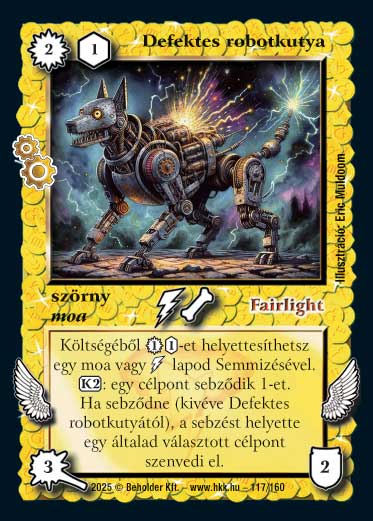 2
1
Defektes robotkutya
Illusztráció: Eric Muldoom
szörny
moa
Fairlight
Költségéből 1 1-et helyettesíthetsz
egy moa vagy lapod Semmizésével.
K2: egy célpont sebződik 1-et.
Ha sebződne (kivéve Defektes
robotkutyától), a sebzést helyette
egy általad választott célpont
szenvedi el.
3
2
2025 © Beholder Kft. – www.hkk.hu – 117/160